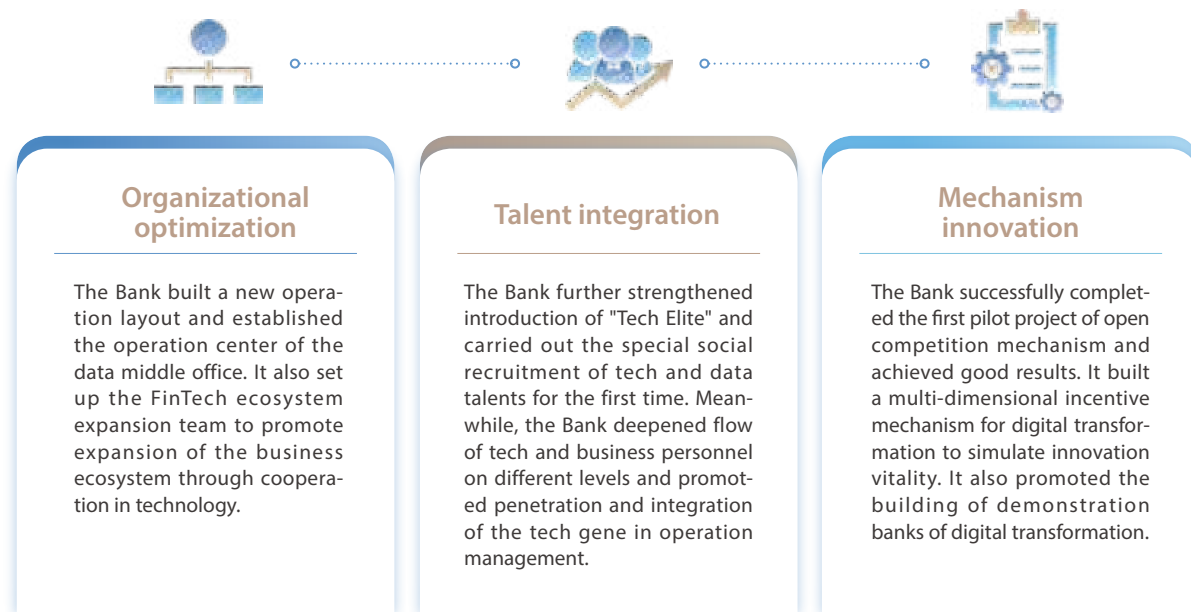 Organizational
optimization
The Bank built a new opera-
tion layout and established
the operation center of the
data middle office. It also set
up the FinTech ecosystem
expansion team to promote
expansion of the business
ecosystem through coopera-
tion in technology.
Talent integration
The Bank further strengthened
introduction of "Tech Elite" and
carried out the special social
recruitment of tech and data
talents for the first time. Mean-
while, the Bank deepened flow
of tech and business personnel
on different levels and promot-
ed penetration and integration
of the tech gene in operation
management.
Mechanism
innovation
The Bank successfully complet-
ed the first pilot project of open
competition mechanism and
achieved good results. It built
a multi-dimensional incentive
mechanism for digital transfor-
mation to simulate innovation
vitality. It also promoted the
building of demonstration
banks of digital transformation.